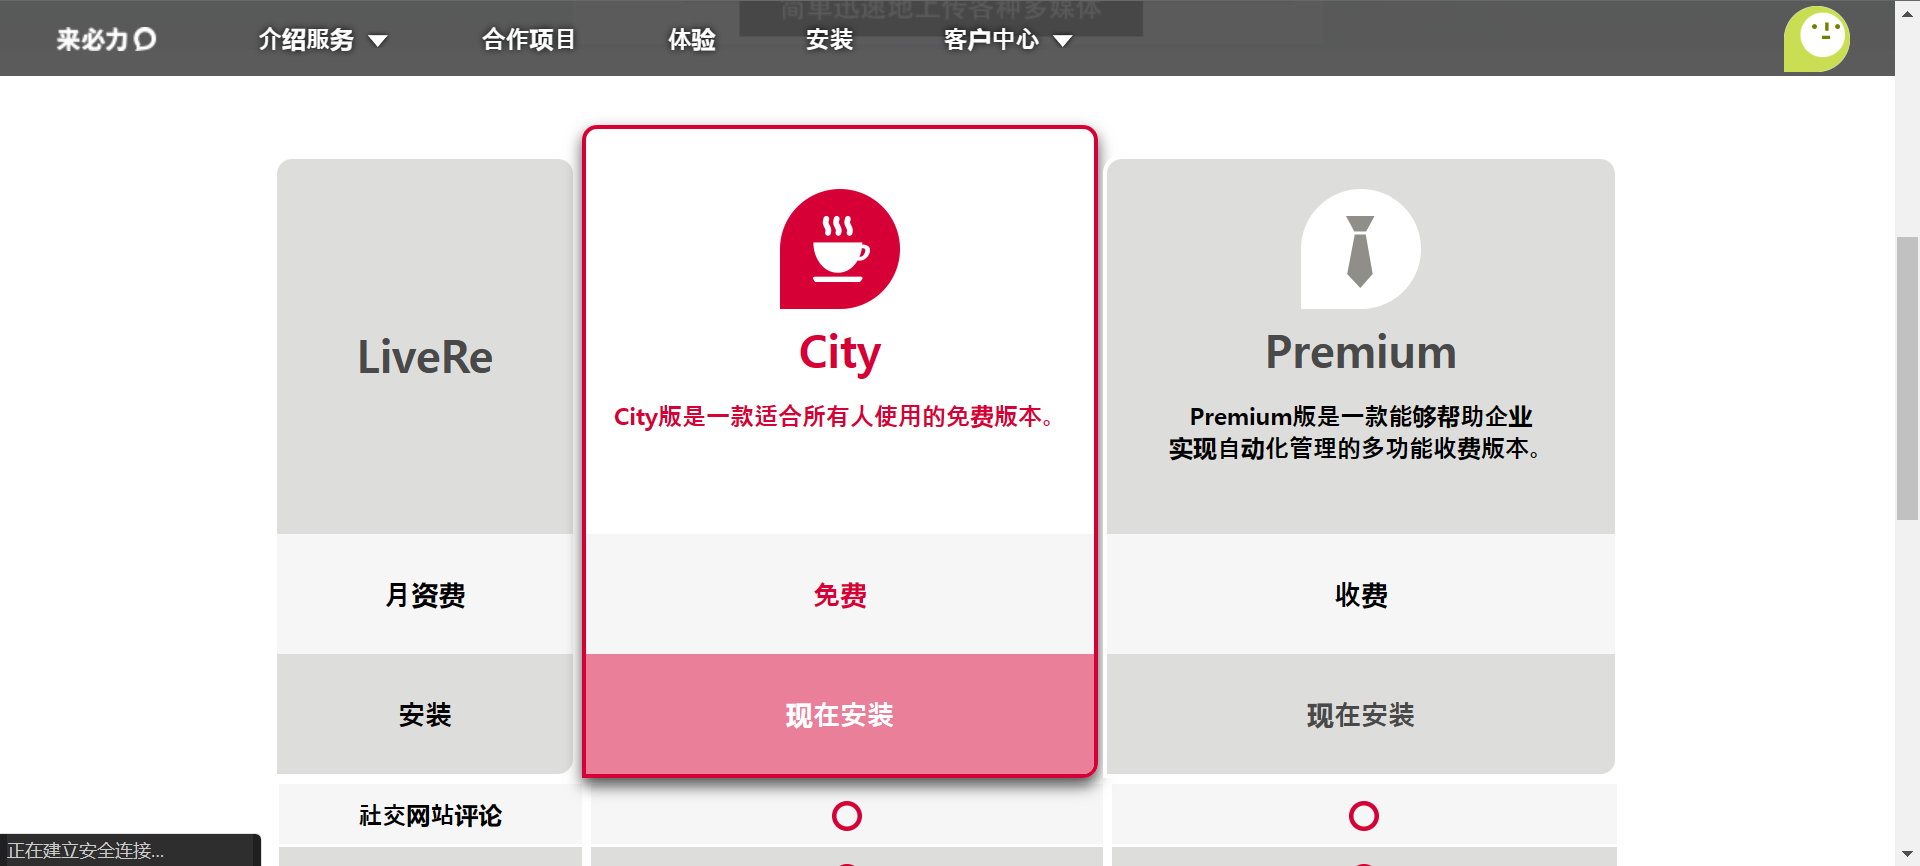 简单迅速地上传各种多媒体
来必力
介绍服务
合作项目
体验
安装
客户中心
LiveRe
City
City版是一款适合所有人使用的免费版本。
Premium
Premium版是一款能够帮助企业
实现自动化管理的多功能收费版本。
月资费
免费
收费
安装
现在安装
现在安装
社交网站评论
正在建立安全连接...